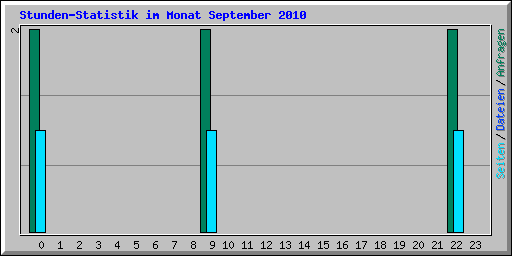 Stunden-Statistik im Monat September 2010
2
0 1 2 3 4 5 6 7 8 9 10 11 12 13 14 15 16 17 18 19 20 21 22 23
Seiten/Dateien/Anfragen